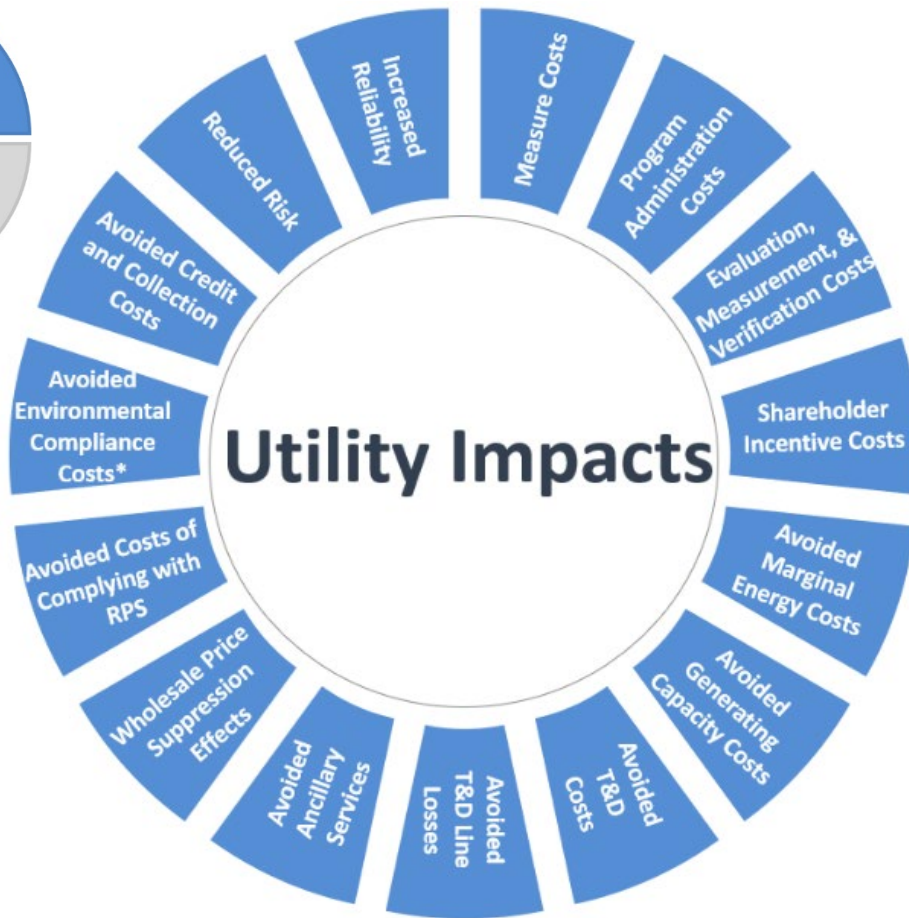 Utility Impacts
Measure Costs
Program
Administration
Costs
Evaluation,
Measurement, &
Verification Costs
Shareholder
Incentive Costs
Avoided
Marginal
Energy Costs
Avoided
Generating
Capacity Costs
Avoided
T&D
Costs
Avoided
T&D Line
Losses
Avoided
Ancillary
Services
Wholesale Price
Suppression
Effects
Avoided Costs of
Complying with
RPS
Avoided
Environmental
Compliance
Costs*
Avoided Credit
and Collection
Costs
Reduced Risk
Increased
Reliability